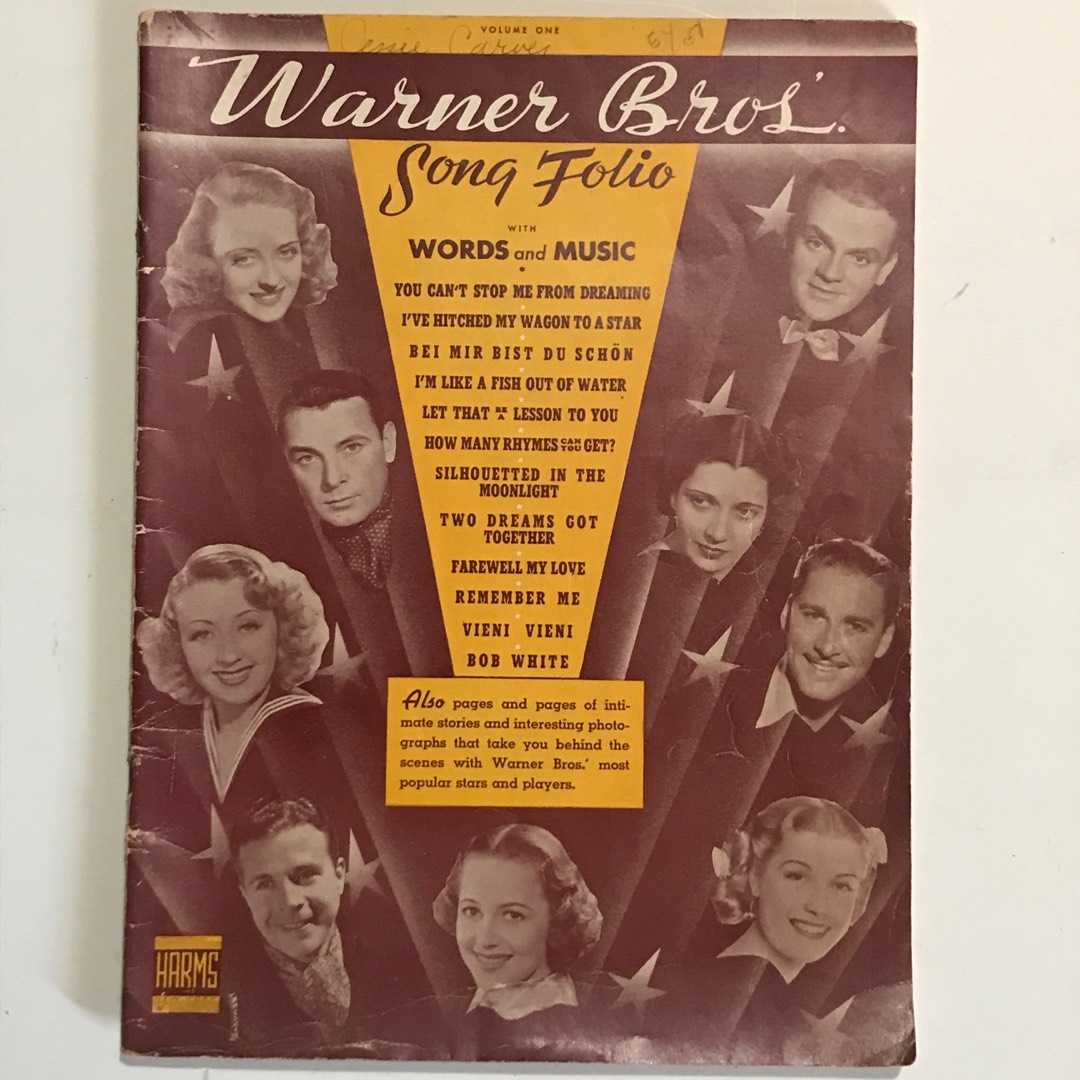 VOLUME ONE
Jessie Carver
Warner Bros.'
Song Folio
WITH
WORDS and MUSIC
YOU CAN'T STOP ME FROM DREAMING
I'VE HITCHED MY WAGON TO A STAR
BEI MIR BIST DU SCHÖN
I'M LIKE A FISH OUT OF WATER
LET THAT BE A LESSON TO YOU
HOW MANY RHYMES CAN YOU GET?
SILHOUETTED IN THE
MOONLIGHT
TWO DREAMS GOT
TOGETHER
FAREWELL MY LOVE
REMEMBER ME
VIENI VIENI
BOB WHITE
Also pages and pages of inti-
mate stories and interesting photo-
graphs that take you behind the
scenes with Warner Bros.' most
popular stars and players.
HARMS